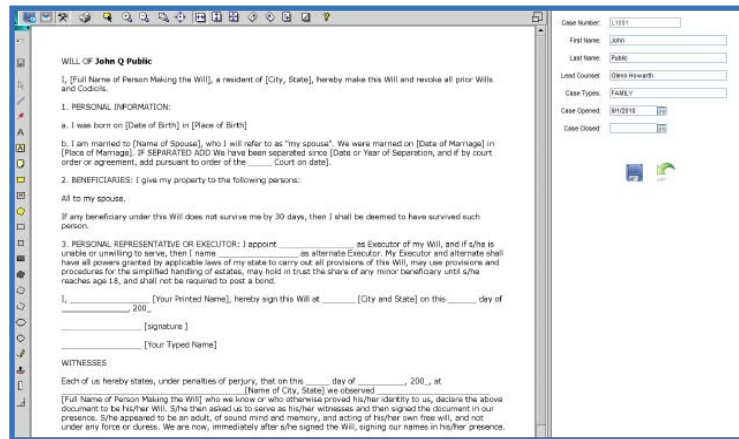 WILL OF John Q Public
I, [Full Name of Person Making the Will], a resident of [City, State], hereby make this Will and revoke all prior Wills
and Codicils.
1. PERSONAL INFORMATION:
a. I was born on [Date of Birth] in [Place of Birth]
b. I am married to [Name of Spouse], who I will refer to as "my spouse". We were married on [Date of Marriage] in
[Place of Marriage]. IF SEPARATED ADD We have been separated since [Date or Year of Separation, and if by court
order or agreement, add pursuant to order of the _____ Court on date].
2. BENEFICIARIES: I give my property to the following persons:
All to my spouse.
If any beneficiary under this Will does not survive me by 30 days, then I shall be deemed to have survived such
person.
3. PERSONAL REPRESENTATIVE OR EXECUTOR: I appoint _____________ as Executor of my Will, and if s/he is
unable or unwilling to serve, then I name _____________ as alternate Executor. My Executor and alternate shall
have all powers granted by applicable laws of my state to carry out all provisions of this Will, may use provisions and
procedures for the simplified handling of estates, may hold in trust the share of any minor beneficiary until s/he
reaches age 18, and shall not be required to post a bond.
I, ______________ [Your Printed Name], hereby sign this Will at ______ [City and State] on this _____ day of
____________, 200_
______________ [signature ]
______________ [Your Typed Name]
WITNESSES
Each of us hereby states, under penalties of perjury, that on this _____ day of _________, 200_, at
_______________________________[Name of City, State] we observed ___________________
[Full Name of Person Making the Will] who we know or who otherwise proved his/her identity to us, declare the above
document to be his/her Will. S/he then asked us to serve as his/her witnesses and then signed the document in our
presence. S/he appeared to be an adult, of sound mind and memory, and acting of his/her own free will, and not
under any force or duress. We are now, immediately after s/he signed the Will, signing our names in his/her presence.
Case Number: L1001
First Name: John
Last Name: Public
Lead Counsel: Glenn Howarth
Case Types: FAMILY
Case Opened: 9/1/2010
Case Closed: